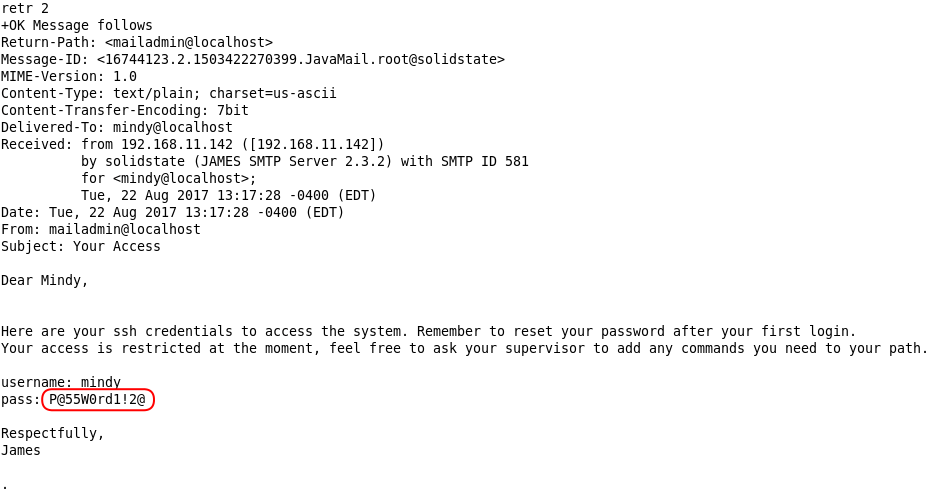 retr 2
+OK Message follows
Return-Path: <mailadmin@localhost>
Message-ID: <16744123.2.1503422270399.JavaMail.root@solidstate>
MIME-Version: 1.0
Content-Type: text/plain; charset=us-ascii
Content-Transfer-Encoding: 7bit
Delivered-To: mindy@localhost
Received: from 192.168.11.142 ([192.168.11.142])
          by solidstate (JAMES SMTP Server 2.3.2) with SMTP ID 581
          for <mindy@localhost>;
          Tue, 22 Aug 2017 13:17:28 -0400 (EDT)
Date: Tue, 22 Aug 2017 13:17:28 -0400 (EDT)
From: mailadmin@localhost
Subject: Your Access

Dear Mindy,


Here are your ssh credentials to access the system. Remember to reset your password after your first login.
Your access is restricted at the moment, feel free to ask your supervisor to add any commands you need to your path.

username: mindy
pass: P@55W0rd1!2@

Respectfully,
James

.